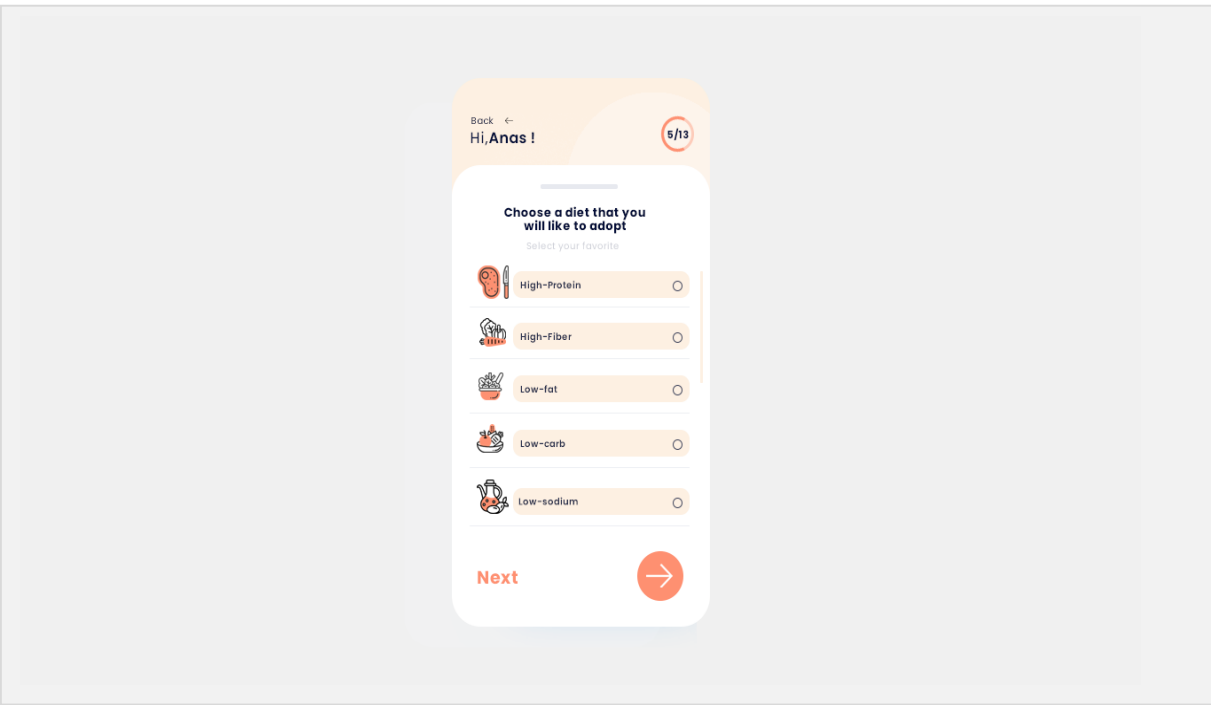 Back ←
Hi,Anas !
5/13
Choose a diet that you
will like to adopt
Select your favorite
High-Protein
High-Fiber
Low-fat
Low-carb
Low-sodium
Next